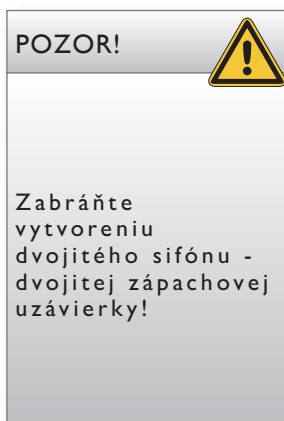 POZOR!
Zabráňte
vytvoreniu
dvojitého sifónu -
dvojitej zápachovej
uzávierky!